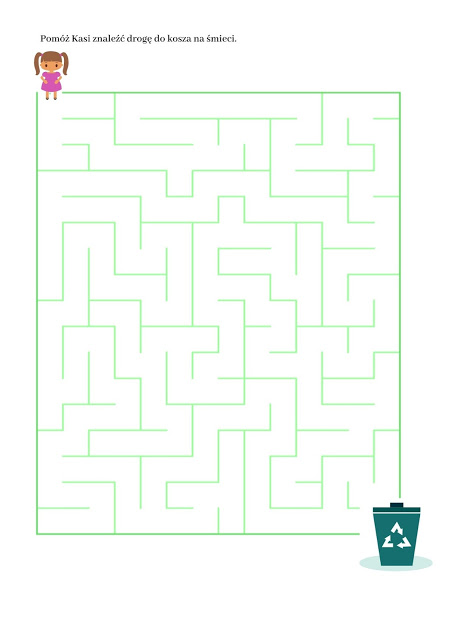 Pomóż Kasi znaleźć drogę do kosza na śmieci.